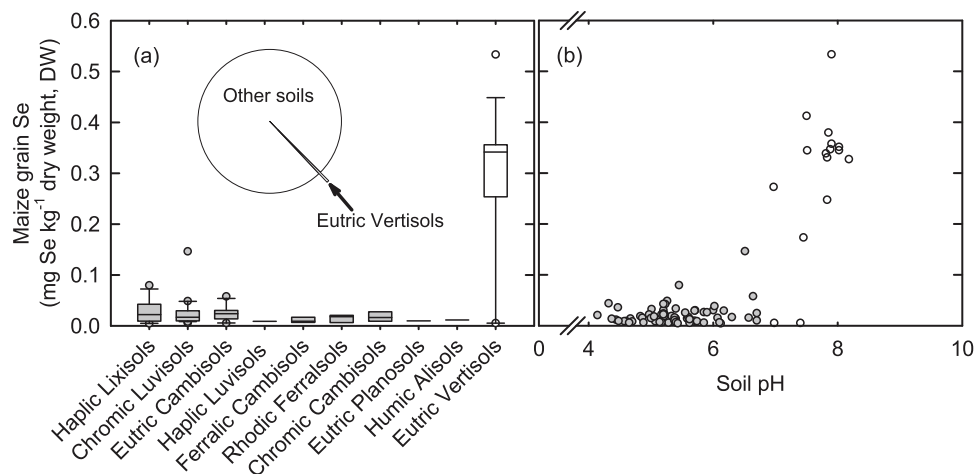 Maize grain Se
(mg Se kg⁻¹ dry weight, DW)
0.6
0.5
0.4
0.3
0.2
0.1
0.0
(a)
Other soils
Eutric Vertisols
Haplic Lixisols
Chromic Luvisols
Eutric Cambisols
Haplic Luvisols
Ferralic Cambisols
Rhodic Ferralsols
Chromic Cambisols
Eutric Planosols
Humic Alisols
Eutric Vertisols
(b)
0 4 6 8 10
Soil pH